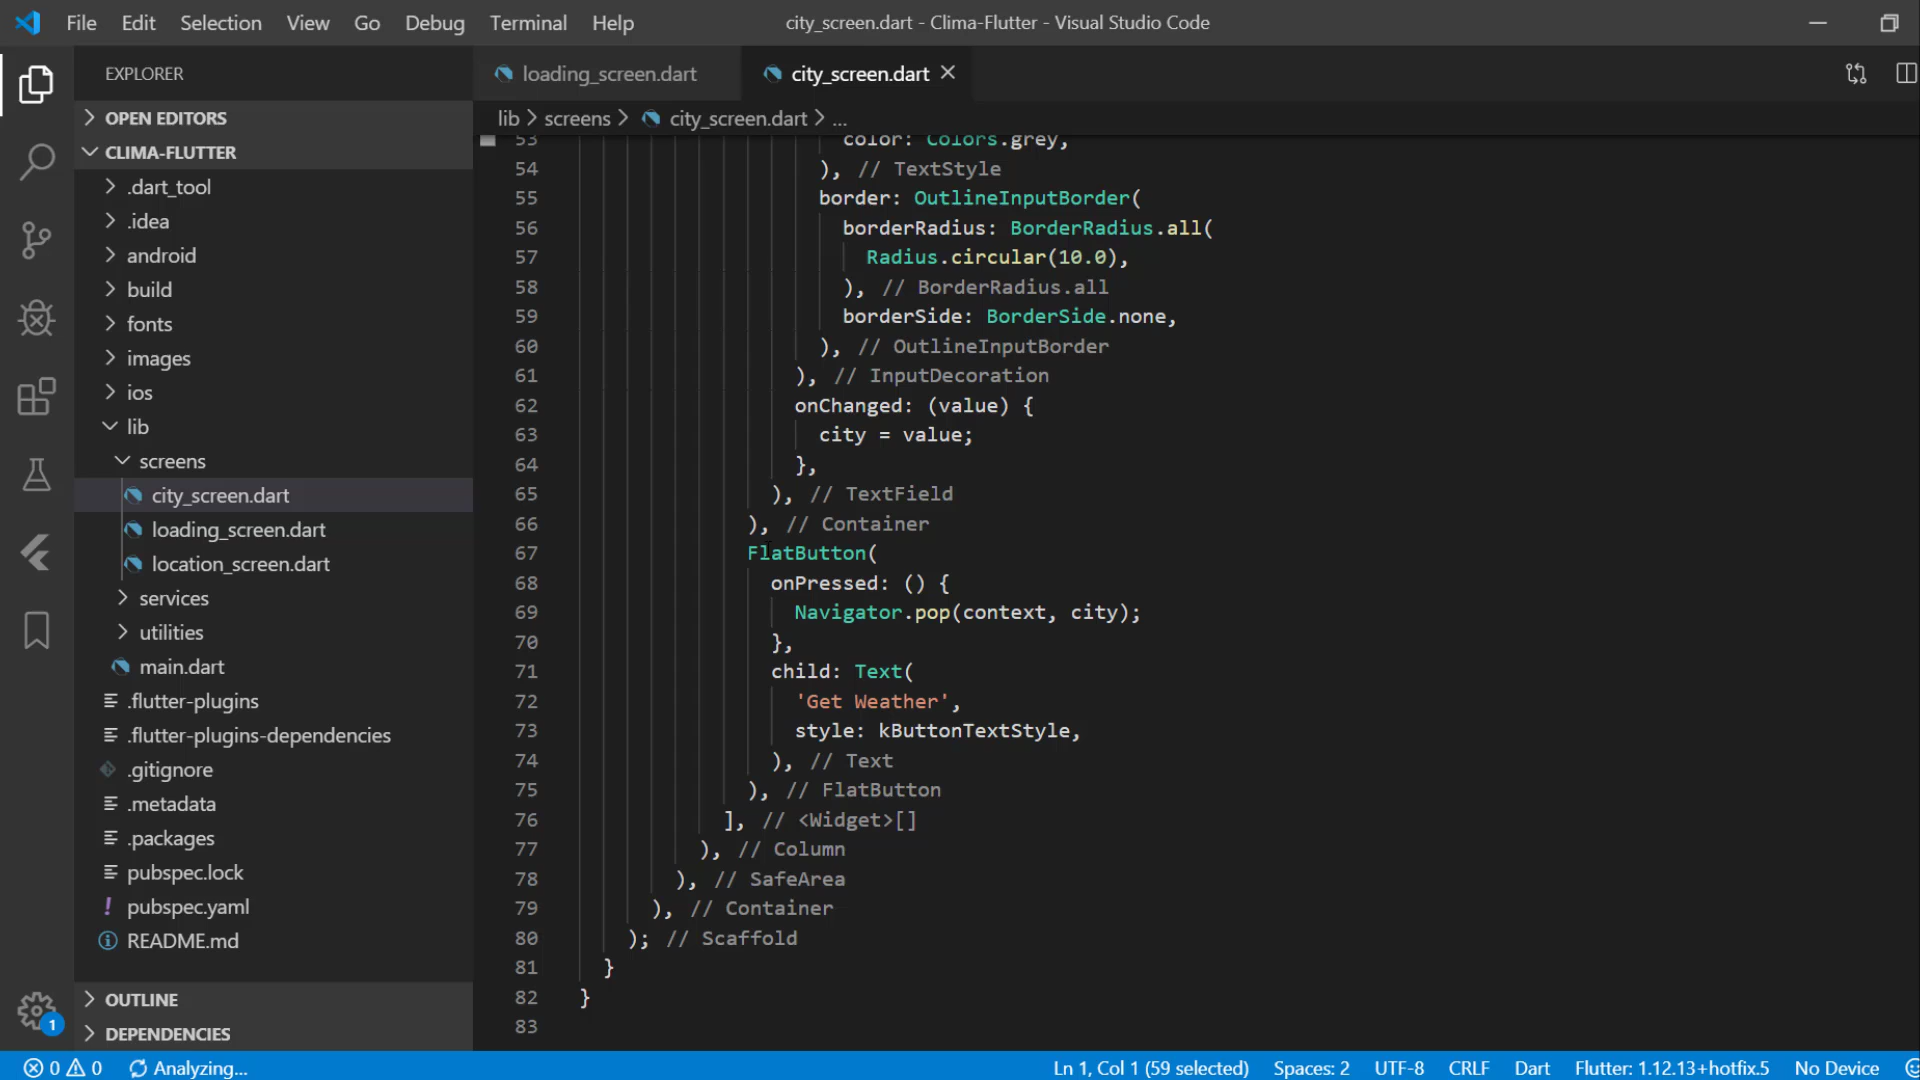 File Edit Selection View Go Debug Terminal Help city_screen.dart - Clima-Flutter - Visual Studio Code
EXPLORER
OPEN EDITORS
CLIMA-FLUTTER
.dart_tool
.idea
android
build
fonts
images
ios
lib
screens
city_screen.dart
loading_screen.dart
location_screen.dart
services
utilities
main.dart
.flutter-plugins
.flutter-plugins-dependencies
.gitignore
.metadata
.packages
pubspec.lock
pubspec.yaml
README.md
OUTLINE
DEPENDENCIES
loading_screen.dart city_screen.dart
lib > screens > city_screen.dart > ...
53 color: Colors.grey,
54 ), // TextStyle
55 border: OutlineInputBorder(
56 borderRadius: BorderRadius.all(
57 Radius.circular(10.0),
58 ), // BorderRadius.all
59 borderSide: BorderSide.none,
60 ), // OutlineInputBorder
61 ), // InputDecoration
62 onChanged: (value) {
63 city = value;
64 },
65 ), // TextField
66 ), // Container
67 FlatButton(
68 onPressed: () {
69 Navigator.pop(context, city);
70 },
71 child: Text(
72 'Get Weather',
73 style: kButtonTextStyle,
74 ), // Text
75 ), // FlatButton
76 ], // <Widget>[]
77 ), // Column
78 ), // SafeArea
79 ), // Container
80 ); // Scaffold
81 }
82 }
83
1
0 0 Analyzing... Ln 1, Col 1 (59 selected) Spaces: 2 UTF-8 CRLF Dart Flutter: 1.12.13+hotfix.5 No Device